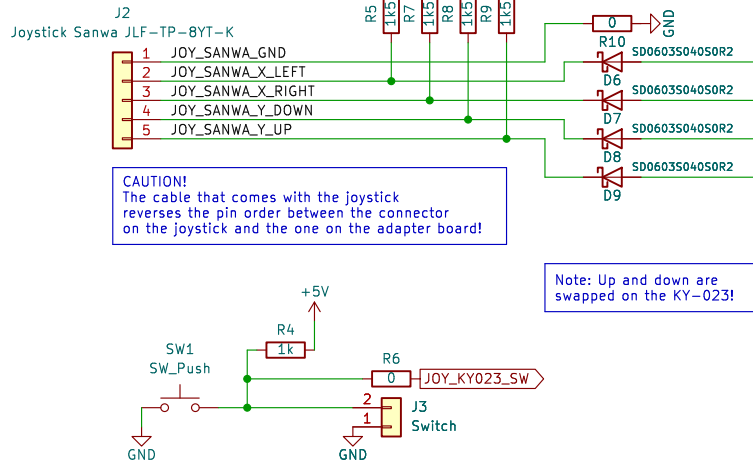 J2
Joystick Sanwa JLF-TP-8YT-K
R5
1k5
R7
1k5
R8
1k5
R9
1k5
0
R10
GND
1
JOY_SANWA_GND
2
JOY_SANWA_X_LEFT
3
JOY_SANWA_X_RIGHT
4
JOY_SANWA_Y_DOWN
5
JOY_SANWA_Y_UP
SD0603S040S0R2
D6
SD0603S040S0R2
D7
SD0603S040S0R2
D8
SD0603S040S0R2
D9
CAUTION!
The cable that comes with the joystick
reverses the pin order between the connector
on the joystick and the one on the adapter board!
Note: Up and down are
swapped on the KY-023!
+5V
R4
1k
SW1
SW_Push
R6
0
JOY_KY023_SW
2
1
J3
Switch
GND
GND